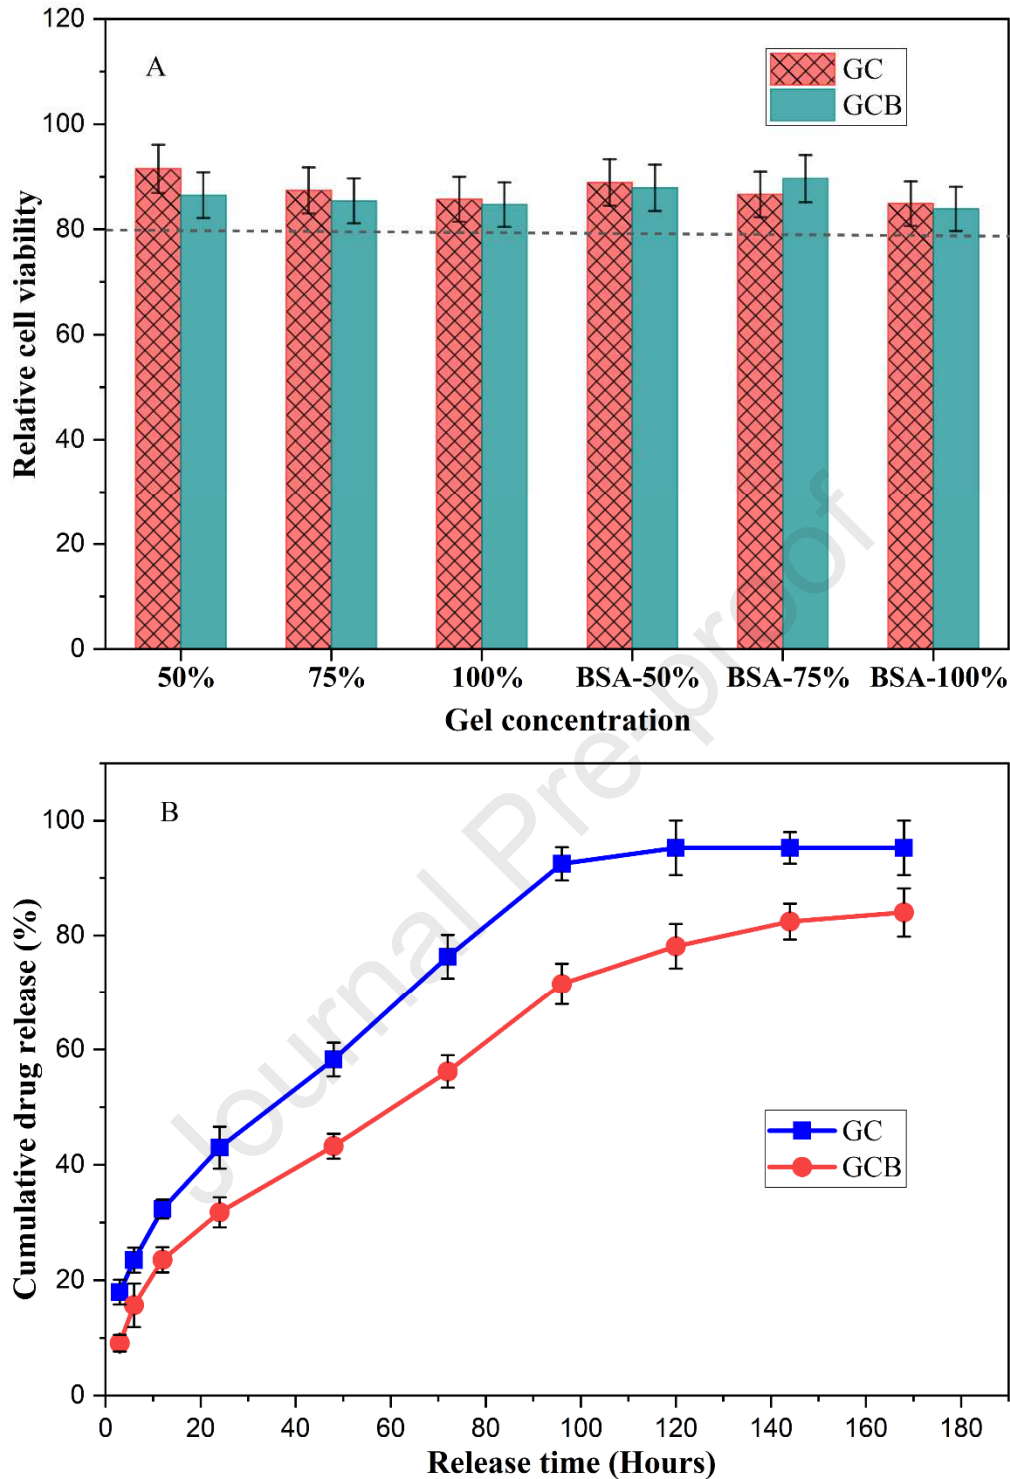 120
100
80
60
40
20
0
Relative cell viability
A
GC
GCB
50% 75% 100% BSA-50% BSA-75% BSA-100%
Gel concentration
Journal Pre-proof
100
80
60
40
20
0
Cumulative drug release (%)
B
GC
GCB
0 20 40 60 80 100 120 140 160 180
Release time (Hours)